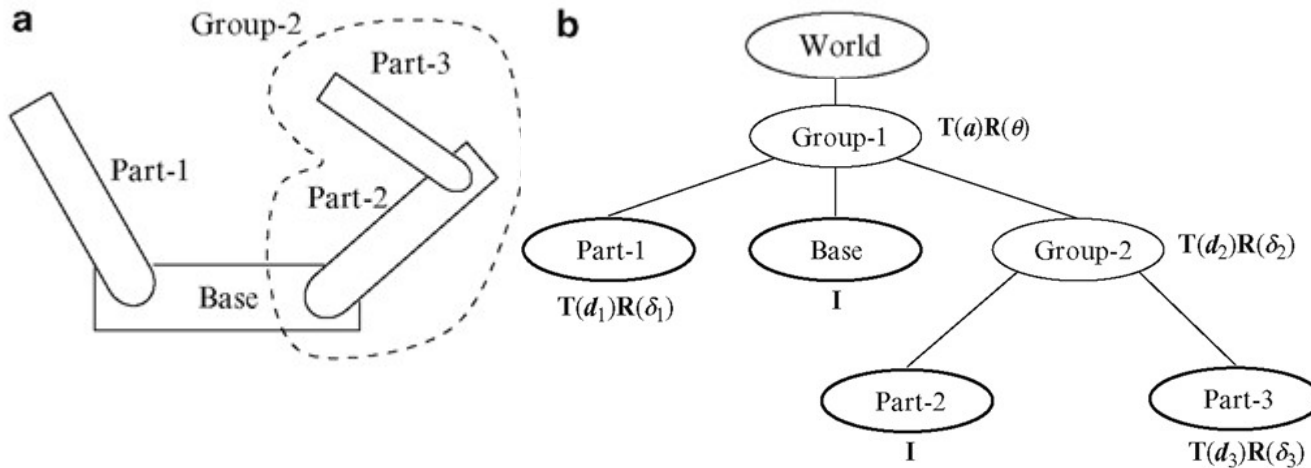 a
Group-2
Part-3
Part-1
Part-2
Base
b
World
Group-1
T(a)R(θ)
Part-1
Base
Group-2
T(d₂)R(δ₂)
T(d₁)R(δ₁)
I
Part-2
Part-3
I
T(d₃)R(δ₃)